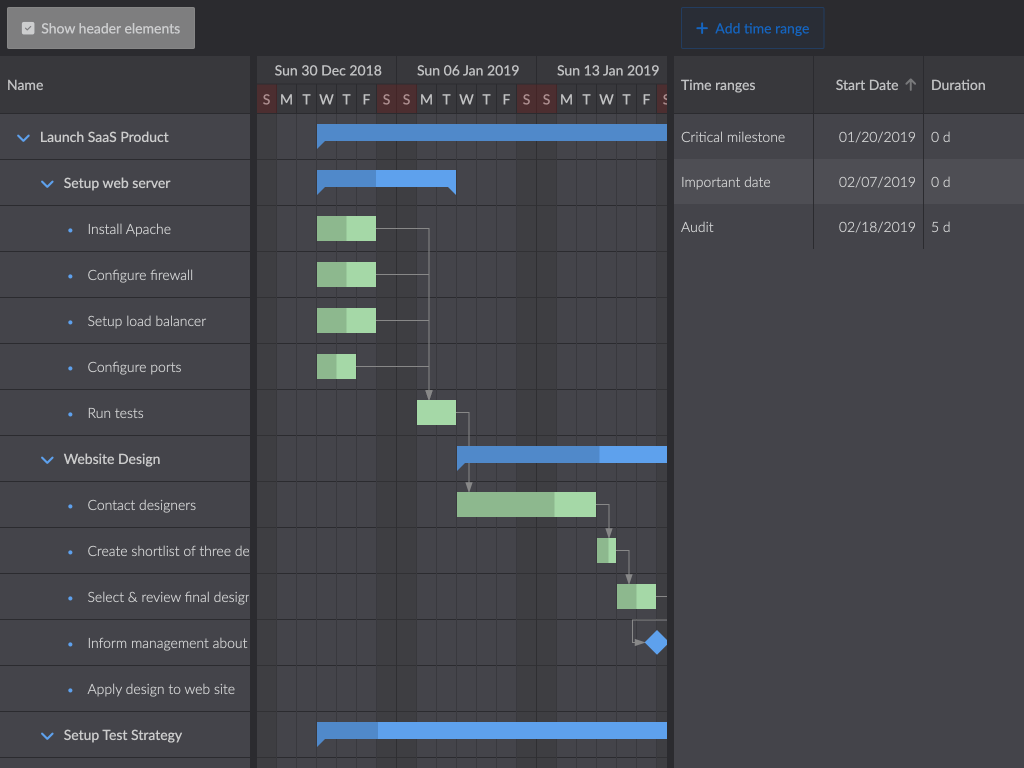 Show header elements
+ Add time range
Name
Sun 30 Dec 2018
Sun 06 Jan 2019
Sun 13 Jan 2019
S M T W T F S S M T W T F S S M T W T F S
Time ranges
Start Date
Duration
Launch SaaS Product
Setup web server
Install Apache
Configure firewall
Setup load balancer
Configure ports
Run tests
Website Design
Contact designers
Create shortlist of three de
Select & review final design
Inform management about
Apply design to web site
Setup Test Strategy
Critical milestone 01/20/2019 0 d
Important date 02/07/2019 0 d
Audit 02/18/2019 5 d